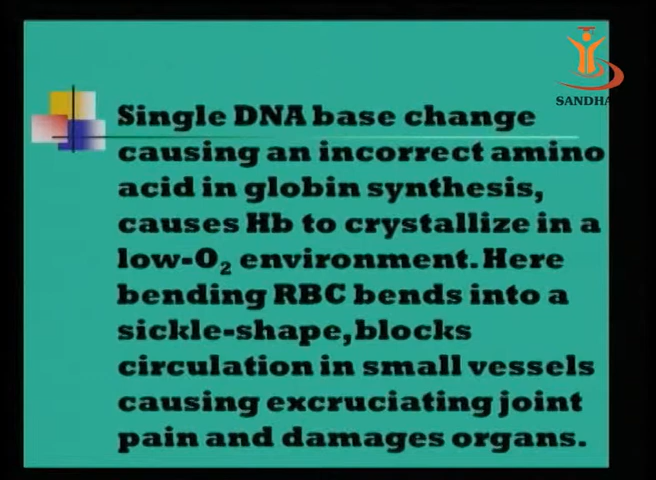 SANDHA
Single DNA base change
causing an incorrect amino
acid in globin synthesis,
causes Hb to crystallize in a
low-O₂ environment. Here
bending RBC bends into a
sickle-shape, blocks
circulation in small vessels
causing excruciating joint
pain and damages organs.